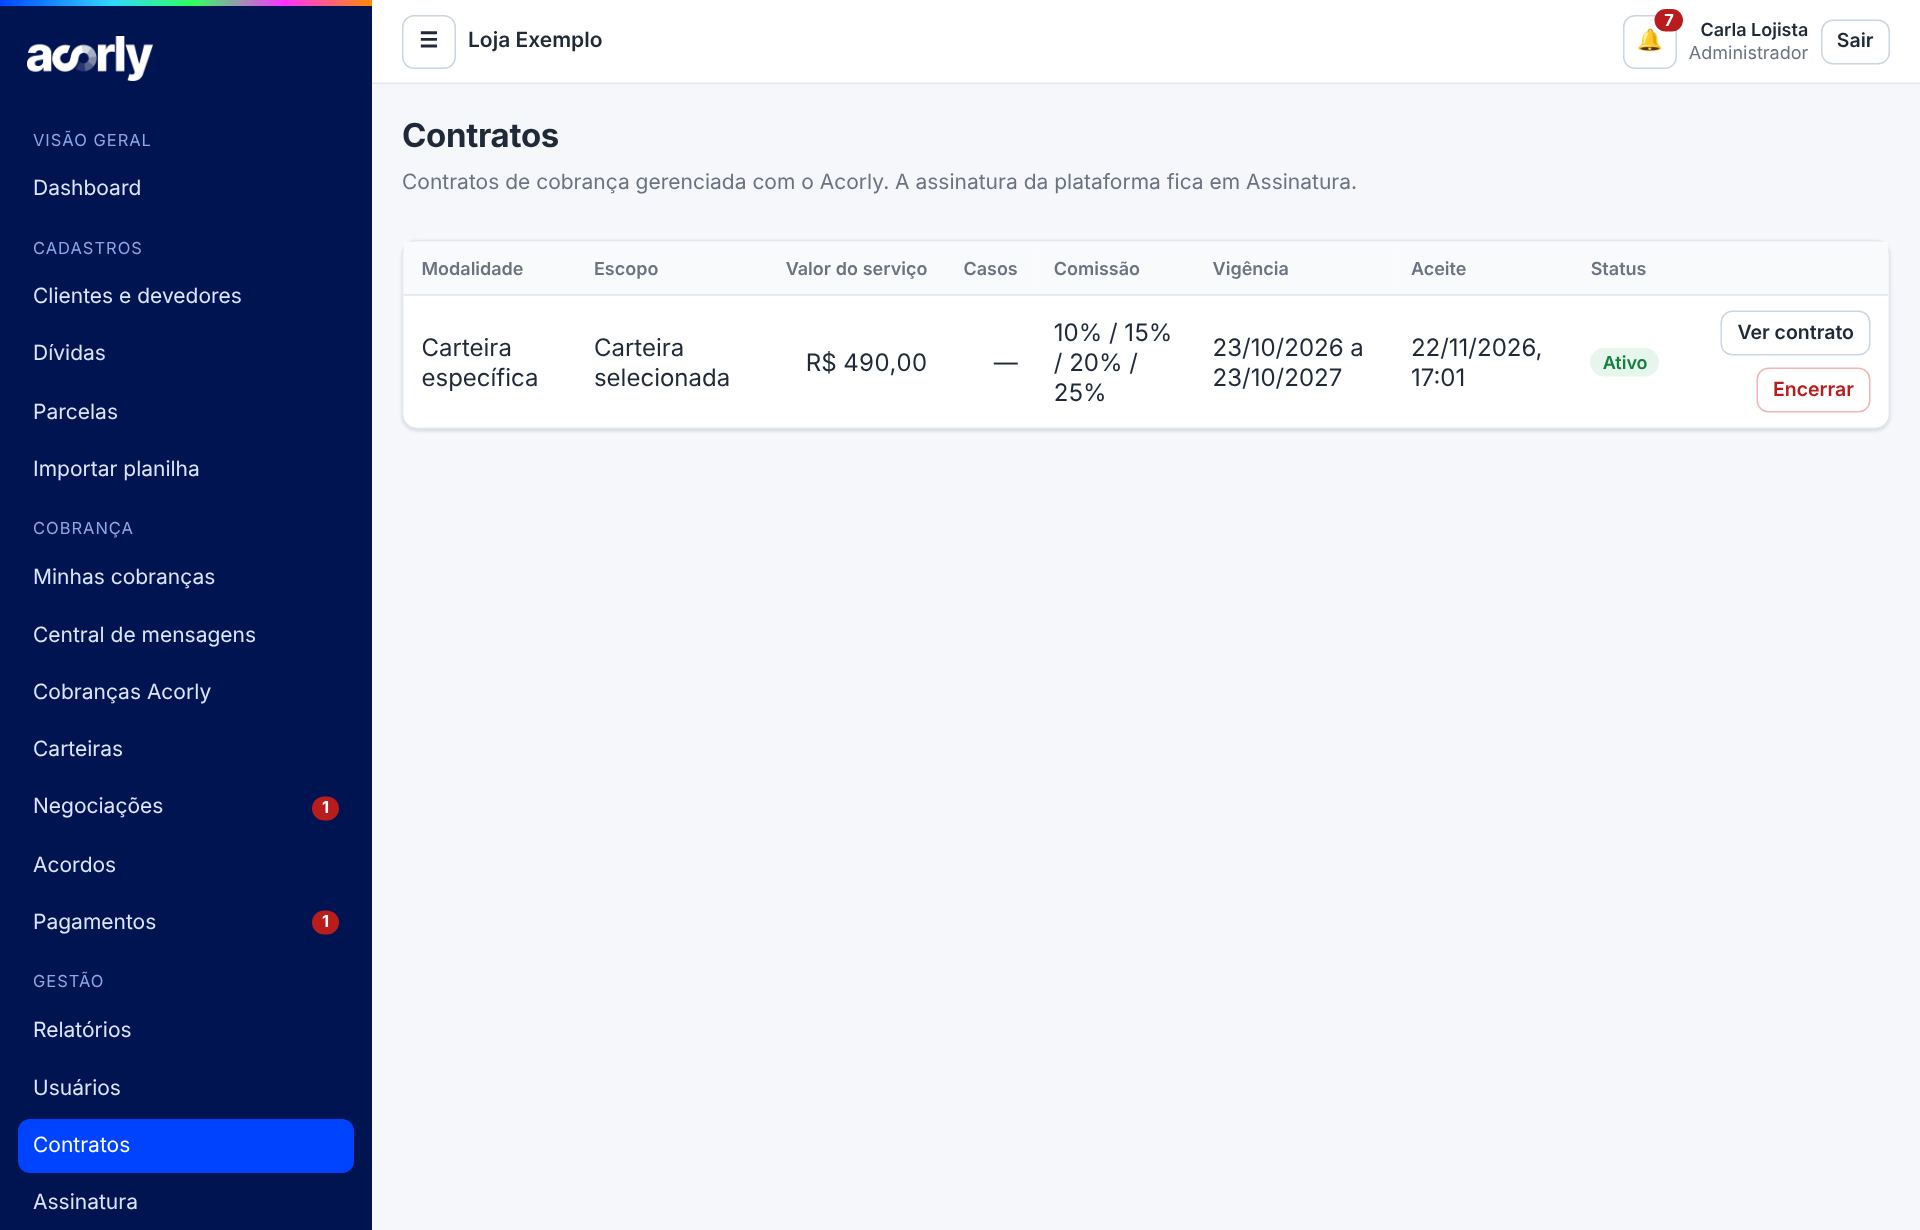 acorly
VISÃO GERAL
Dashboard
CADASTROS
Clientes e devedores
Dívidas
Parcelas
Importar planilha
COBRANÇA
Minhas cobranças
Central de mensagens
Cobranças Acorly
Carteiras
Negociações 1
Acordos
Pagamentos 1
GESTÃO
Relatórios
Usuários
Contratos
Assinatura
☰ Loja Exemplo
7
Carla Lojista
Administrador
Sair
Contratos
Contratos de cobrança gerenciada com o Acorly. A assinatura da plataforma fica em Assinatura.
Modalidade Escopo Valor do serviço Casos Comissão Vigência Aceite Status
Carteira específica Carteira selecionada R$ 490,00 — 10% / 15% / 20% / 25% 23/10/2026 a 23/10/2027 22/11/2026, 17:01 Ativo
Ver contrato
Encerrar